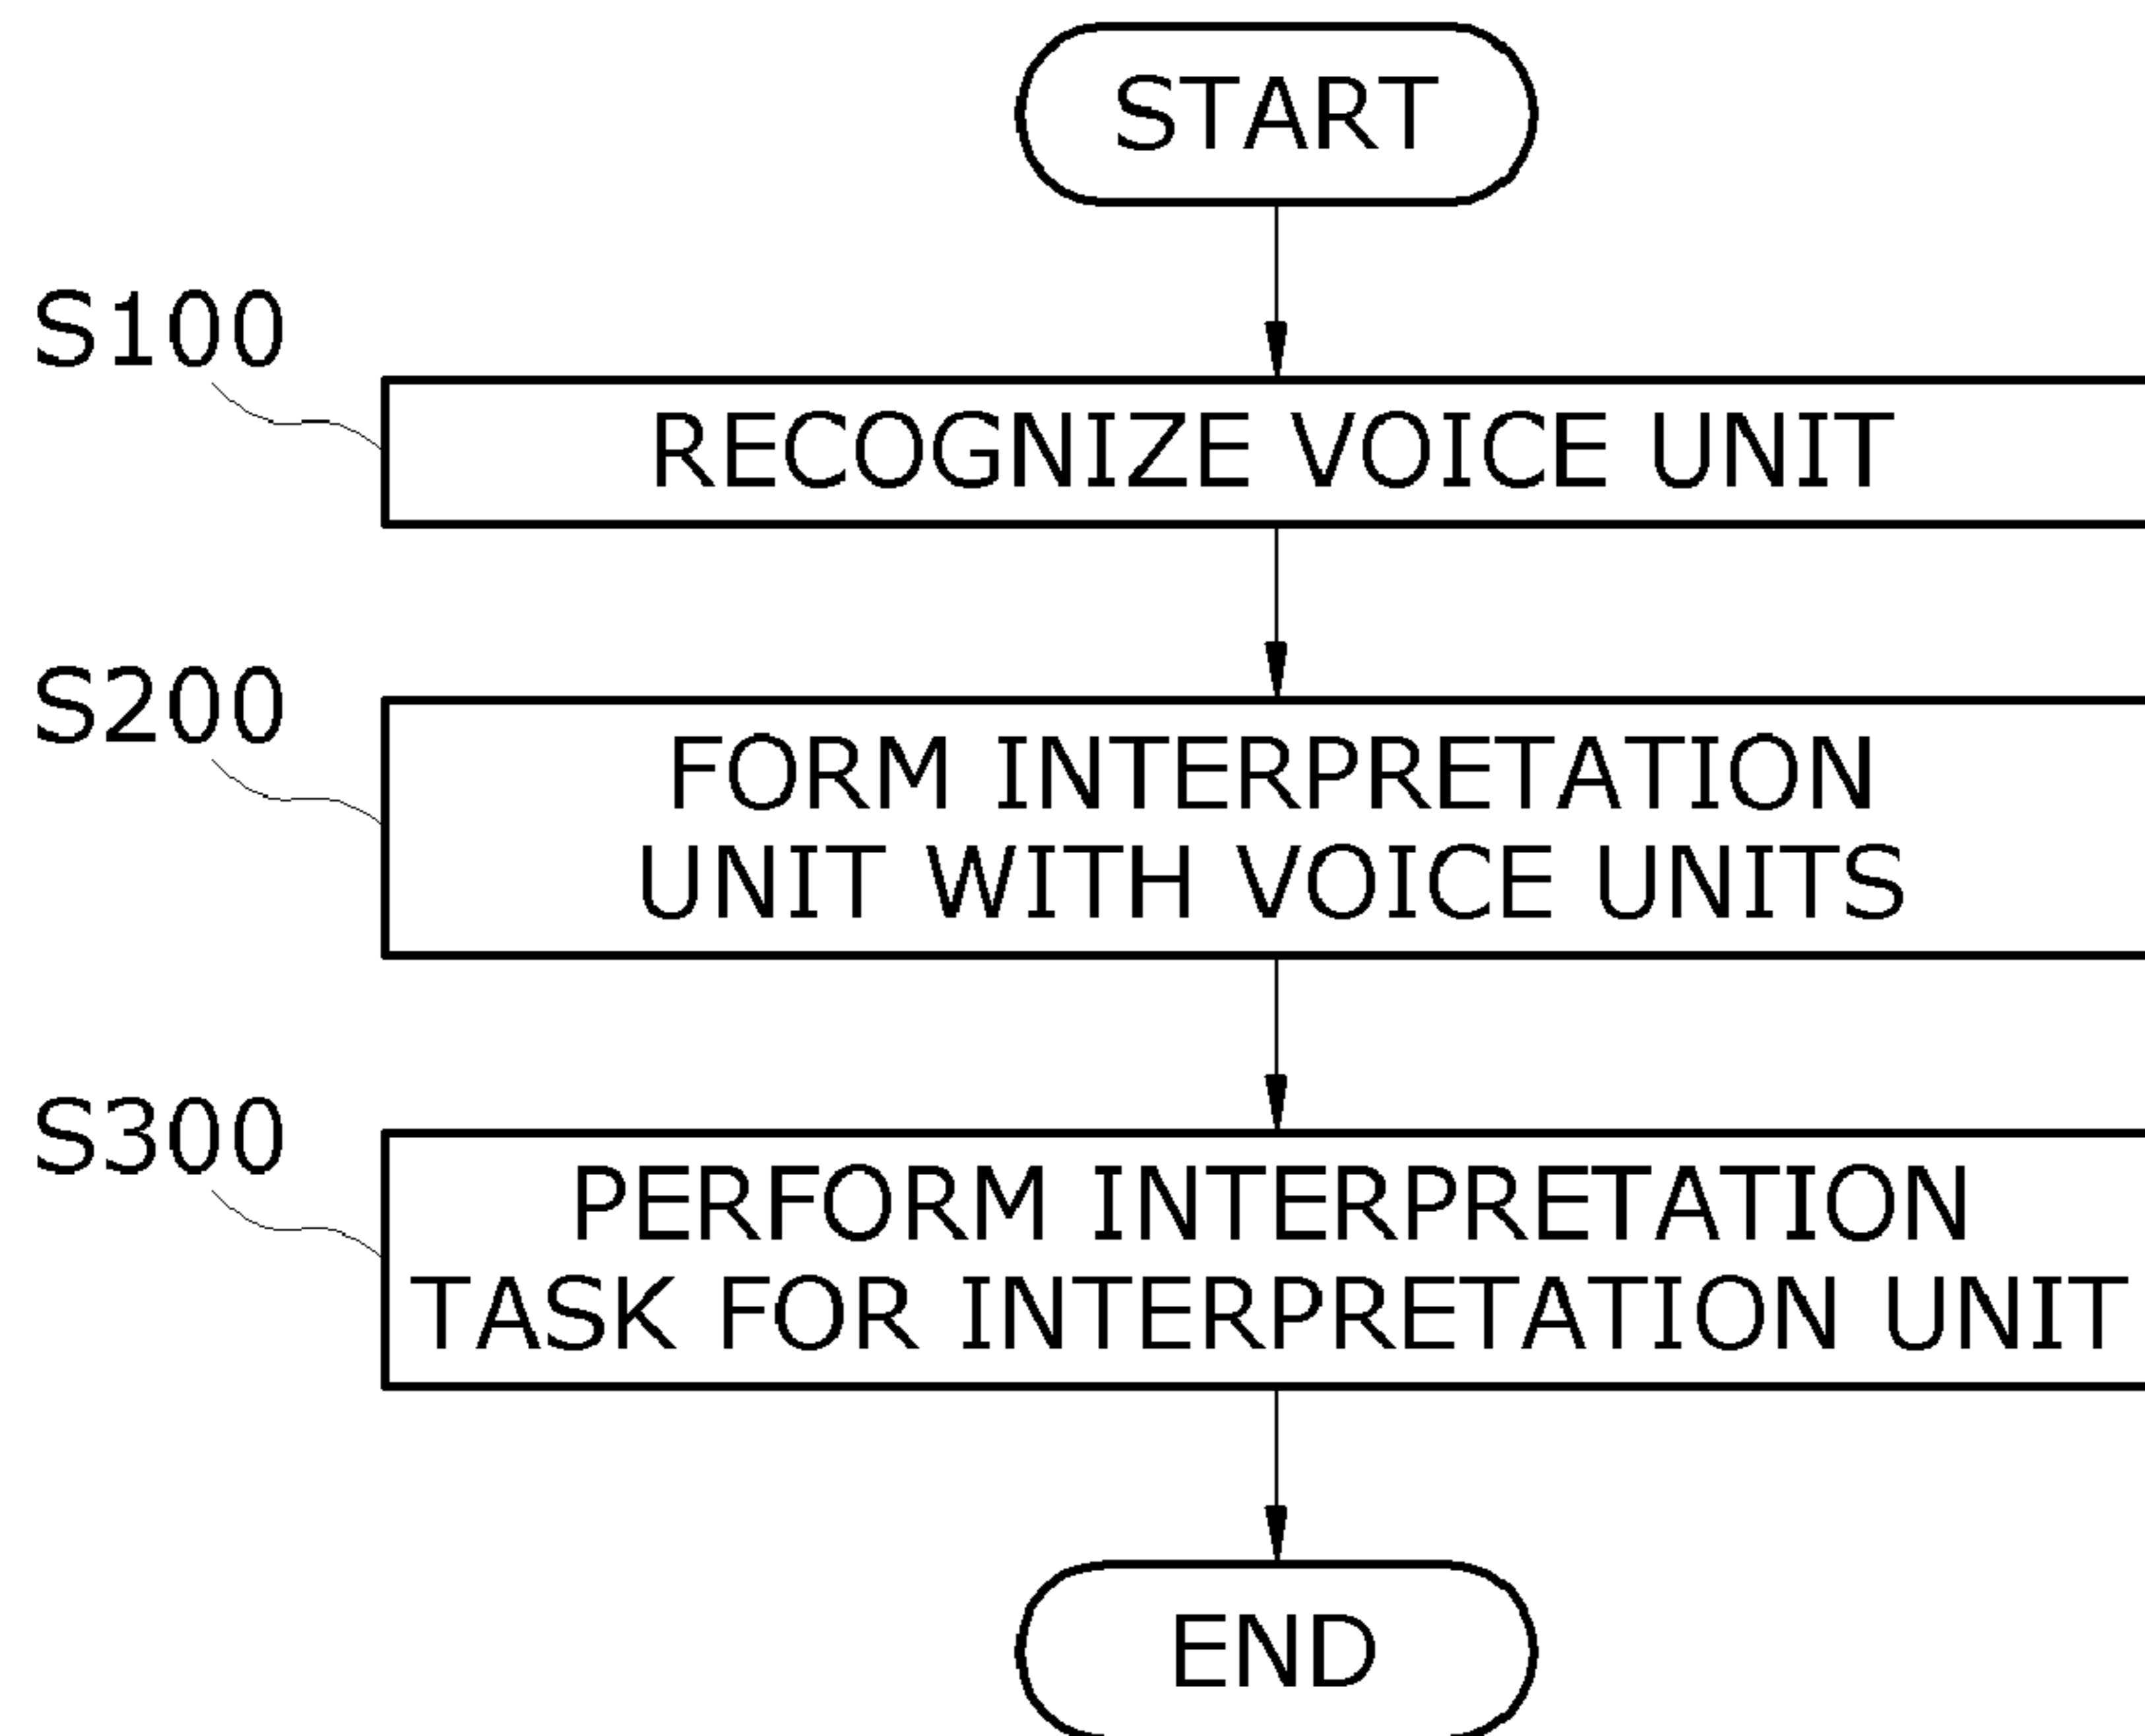 START
S100
RECOGNIZE VOICE UNIT
S200
FORM INTERPRETATION
UNIT WITH VOICE UNITS
S300
PERFORM INTERPRETATION
TASK FOR INTERPRETATION UNIT
END